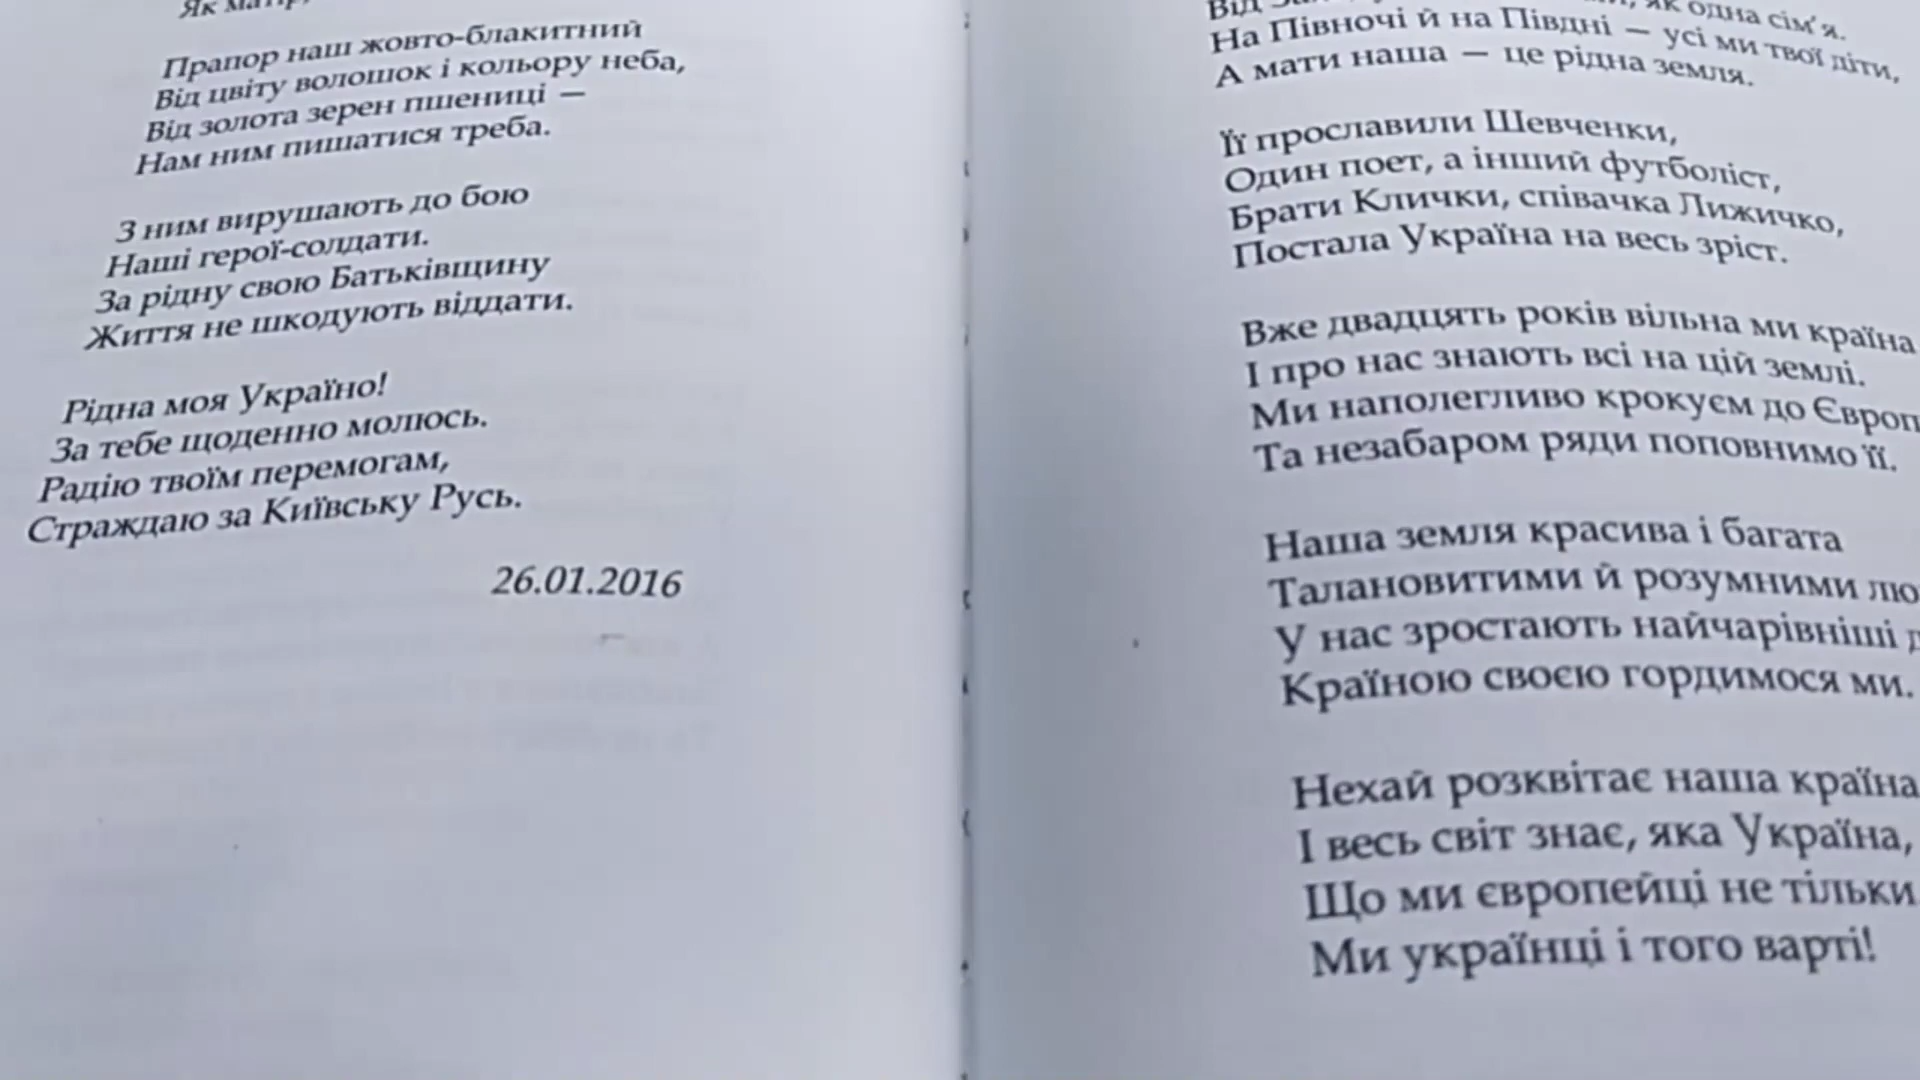 Як
Прапор наш жовто-блакитний
Від цвіту волошок і кольору неба,
Від золота зерен пшениці —
Нам ним пишатися треба.
З ним вирушають до бою
Наші герої-солдати.
За рідну свою Батьківщину
Життя не шкодують віддати.
Рідна моя Україно!
За тебе щоденно молюсь.
Радію твоїм перемогам,
Страждаю за Київську Русь.
26.01.2016
Від як одна сім'я.
На Півночі й на Півдні — усі ми твої діти,
А мати наша — це рідна земля.
Її прославили Шевченки,
Один поет, а інший футболіст,
Брати Клички, співачка Лижичко,
Постала Україна на весь зріст.
Вже двадцять років вільна ми країна
І про нас знають всі на цій землі.
Ми наполегливо крокуєм до Європ
Та незабаром ряди поповнимо її.
Наша земля красива і багата
Талановитими й розумними лю
У нас зростають найчарівніші д
Країною своєю гордимося ми.
Нехай розквітає наша країна
І весь світ знає, яка Україна,
Що ми європейці не тільки
Ми українці і того варті!